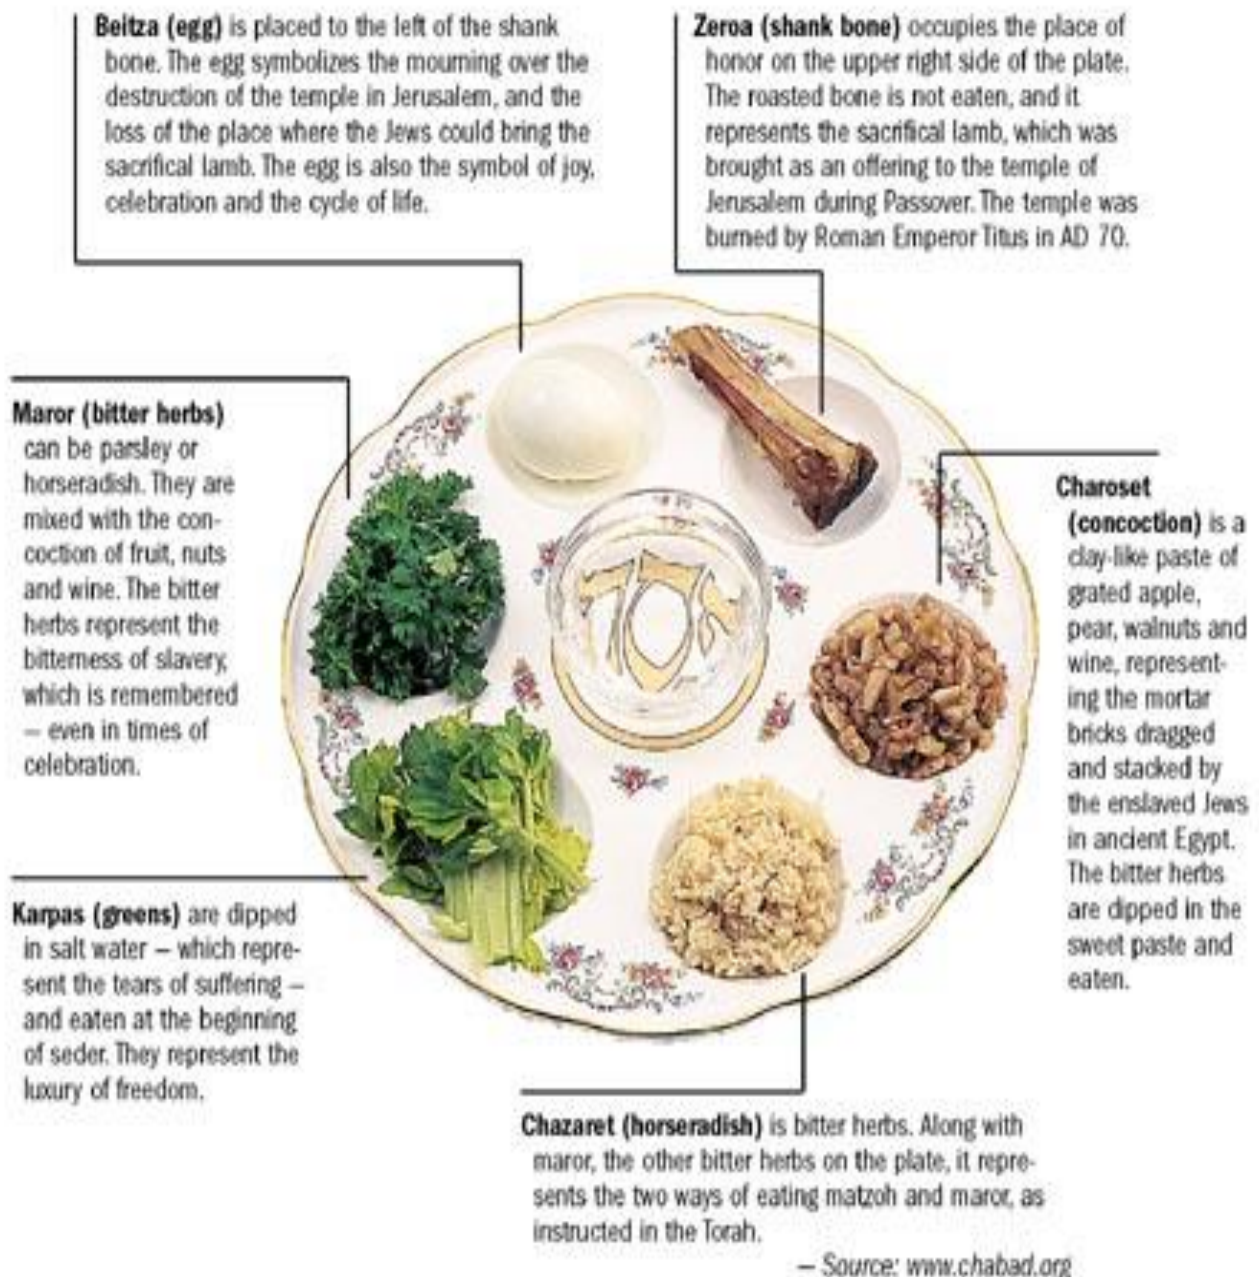 Beitza (egg) is placed to the left of the shank
bone. The egg symbolizes the mourning over the
destruction of the temple in Jerusalem, and the
loss of the place where the Jews could bring the
sacrifical lamb. The egg is also the symbol of joy,
celebration and the cycle of life.
Zeroa (shank bone) occupies the place of
honor on the upper right side of the plate.
The roasted bone is not eaten, and it
represents the sacrifical lamb, which was
brought as an offering to the temple of
Jerusalem during Passover. The temple was
burned by Roman Emperor Titus in AD 70.
Maror (bitter herbs)
can be parsley or
horseradish. They are
mixed with the con-
coction of fruit, nuts
and wine. The bitter
herbs represent the
bitterness of slavery,
which is remembered
– even in times of
celebration.
Charoset
(concoction) is a
clay-like paste of
grated apple,
pear, walnuts and
wine, represent-
ing the mortar
bricks dragged
and stacked by
the enslaved Jews
in ancient Egypt.
The bitter herbs
are dipped in the
sweet paste and
eaten.
Karpas (greens) are dipped
in salt water – which repre-
sent the tears of suffering –
and eaten at the beginning
of seder. They represent the
luxury of freedom.
Chazaret (horseradish) is bitter herbs. Along with
maror, the other bitter herbs on the plate, it repre-
sents the two ways of eating matzoh and maror, as
instructed in the Torah.
– Source: www.chabad.org